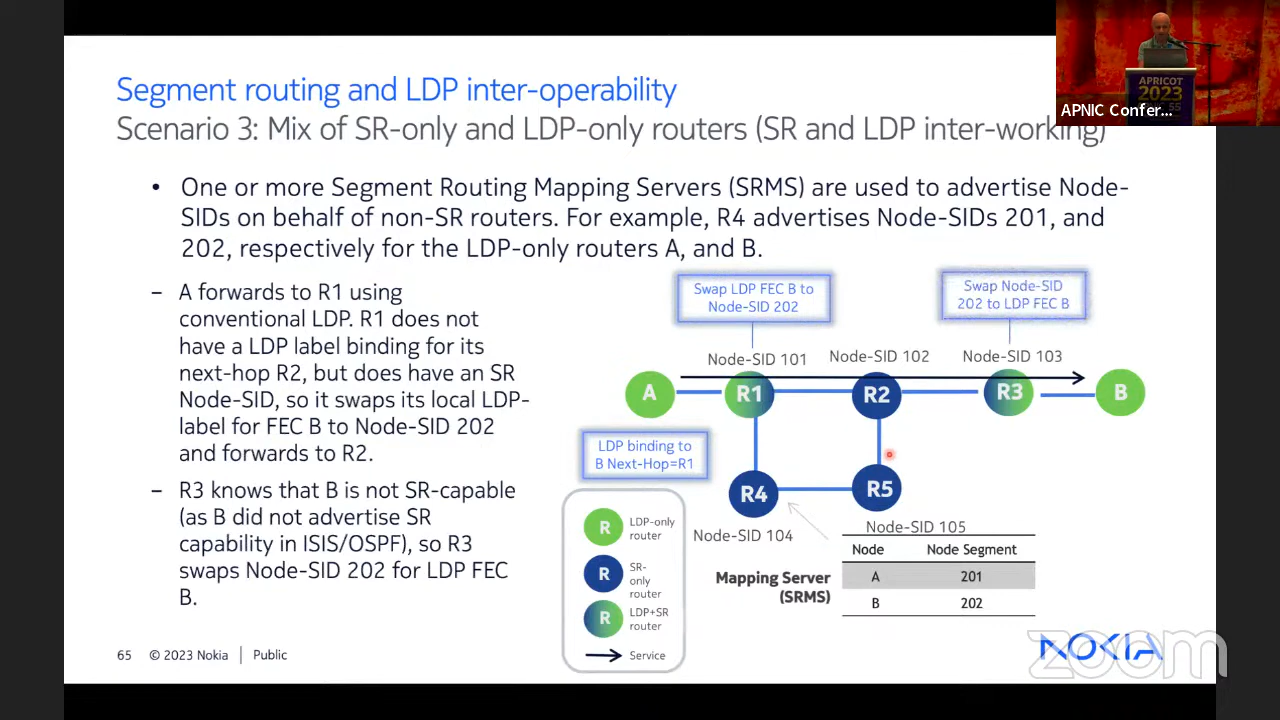 Segment routing and LDP inter-operability
Scenario 3: Mix of SR-only and LDP-only routers (SR and LDP inter-working)
APRICOT
2023
55
APNIC Confer...
• One or more Segment Routing Mapping Servers (SRMS) are used to advertise Node-
SIDs on behalf of non-SR routers. For example, R4 advertises Node-SIDs 201, and
202, respectively for the LDP-only routers A, and B.
– A forwards to R1 using
conventional LDP. R1 does not
have a LDP label binding for its
next-hop R2, but does have an SR
Node-SID, so it swaps its local LDP-
label for FEC B to Node-SID 202
and forwards to R2.
– R3 knows that B is not SR-capable
(as B did not advertise SR
capability in ISIS/OSPF), so R3
swaps Node-SID 202 for LDP FEC
B.
Swap LDP FEC B to
Node-SID 202
Swap Node-SID
202 to LDP FEC B
Node-SID 101
Node-SID 102
Node-SID 103
A
R1
R2
R3
B
LDP binding to
B Next-Hop=R1
R4
R5
Node-SID 104
Node-SID 105
R
LDP-only
router
R
SR-
only
router
R
LDP+SR
router
Service
Mapping Server
(SRMS)
Node Node Segment
A 201
B 202
65 © 2023 Nokia | Public
NOKIA
zoom